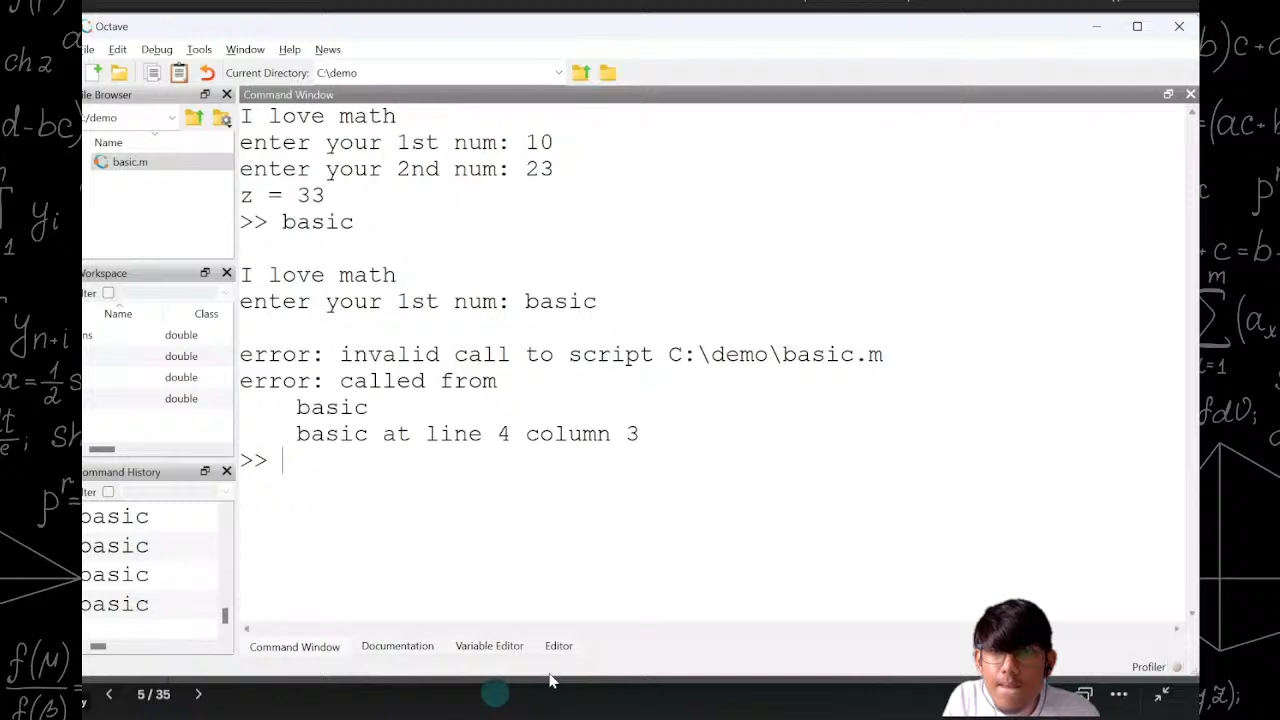 Octave
ile Edit Debug Tools Window Help News
Current Directory: C:\demo
ile Browser
:/demo
Name
basic.m
Workspace
lter
Name Class
ns double
double
double
double
ommand History
lter
basic
basic
basic
basic
Command Window
I love math
enter your 1st num: 10
enter your 2nd num: 23
z = 33
>> basic
I love math
enter your 1st num: basic
error: invalid call to script C:\demo\basic.m
error: called from
basic
basic at line 4 column 3
>>
Command Window Documentation Variable Editor Editor
Profiler
5 / 35